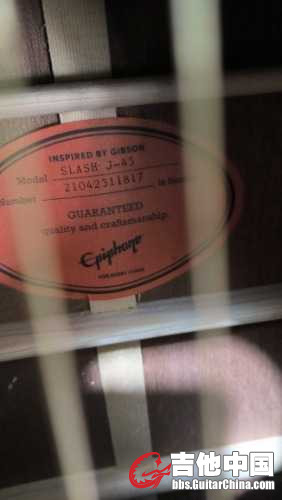 INSPIRED BY GIBSON
Model SLASH J-45
Number 21042311817
GUARANTEED
quality and craftsmanship.
Epiphone
吉他中国
bbs.GuitarChina.com